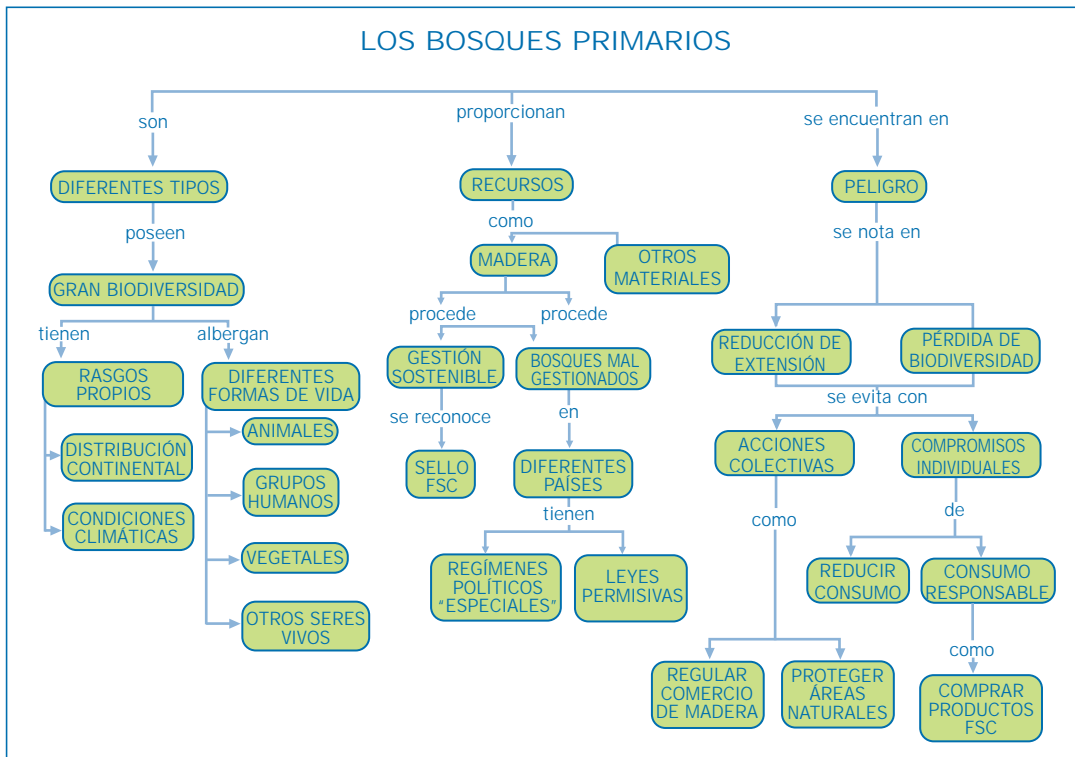 LOS BOSQUES PRIMARIOS
son
proporcionan
se encuentran en
DIFERENTES TIPOS
RECURSOS
PELIGRO
poseen
como
se nota en
GRAN BIODIVERSIDAD
MADERA
OTROS
MATERIALES
tienen
albergan
procede
procede
RASGOS
PROPIOS
DIFERENTES
FORMAS DE VIDA
GESTIÓN
SOSTENIBLE
BOSQUES MAL
GESTIONADOS
REDUCCIÓN DE
EXTENSIÓN
PÉRDIDA DE
BIODIVERSIDAD
se evita con
DISTRIBUCIÓN
CONTINENTAL
CONDICIONES
CLIMÁTICAS
ANIMALES
GRUPOS
HUMANOS
VEGETALES
OTROS SERES
VIVOS
se reconoce
en
SELLO
FSC
DIFERENTES
PAÍSES
tienen
REGÍMENES
POLÍTICOS
“ESPECIALES”
LEYES
PERMISIVAS
ACCIONES
COLECTIVAS
COMPROMISOS
INDIVIDUALES
como
de
REDUCIR
CONSUMO
CONSUMO
RESPONSABLE
como
REGULAR
COMERCIO
DE MADERA
PROTEGER
ÁREAS
NATURALES
COMPRAR
PRODUCTOS
FSC